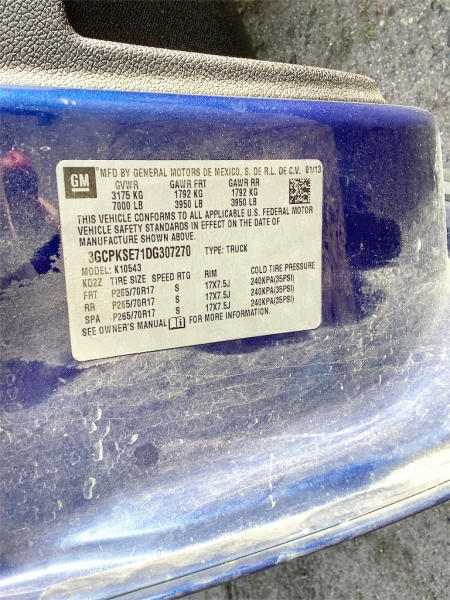 GM MFD BY GENERAL MOTORS DE MEXICO, S. DE R.L. DE C.V. 01/13
GVWR GAWR FRT GAWR RR
3175 KG 1792 KG 1792 KG
7000 LB 3950 LB 3950 LB
THIS VEHICLE CONFORMS TO ALL APPLICABLE U.S. FEDERAL MOTOR
VEHICLE SAFETY STANDARDS IN EFFECT ON THE DATE OF
MANUFACTURE SHOWN ABOVE.
3GCPKSE71DG307270 TYPE: TRUCK
MODEL: K10543
KD2Z TIRE SIZE SPEED RTG RIM COLD TIRE PRESSURE
FRT P265/70R17 S 17X7.5J 240KPA(35PSI)
RR P265/70R17 S 17X7.5J 240KPA(35PSI)
SPA P265/70R17 S 17X7.5J 240KPA(35PSI)
SEE OWNER'S MANUAL FOR MORE INFORMATION.